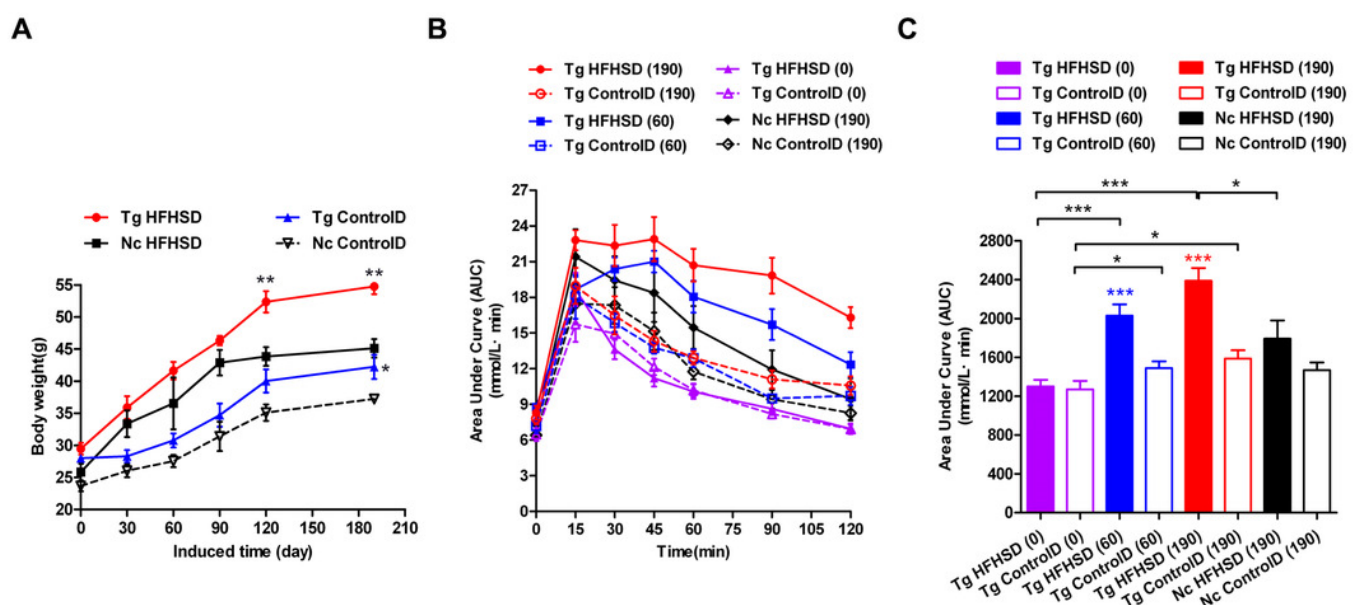 A
Tg HFHSD
Tg ControlD
Nc HFHSD
Nc ControlD
55
50
45
40
35
30
25
20
Body weight(g)
**
**
*
0 30 60 90 120 150 180 210
Induced time (day)
B
Tg HFHSD (190)
Tg HFHSD (0)
Tg ControlD (190)
Tg ControlD (0)
Tg HFHSD (60)
Nc HFHSD (190)
Tg ControlD (60)
Nc ControlD (190)
27
24
21
18
15
12
9
6
3
0
Area Under Curve (AUC)
(mmol/L· min)
0 15 30 45 60 75 90 105 120
Time(min)
C
Tg HFHSD (0)
Tg HFHSD (190)
Tg ControlD (0)
Tg ControlD (190)
Tg HFHSD (60)
Nc HFHSD (190)
Tg ControlD (60)
Nc ControlD (190)
***
*
***
*
*
***
***
2800
2400
2000
1600
1200
800
400
0
Area Under Curve (AUC)
(mmol/L· min)
Tg HFHSD (0)
Tg ControlD (0)
Tg HFHSD (60)
Tg ControlD (60)
Tg HFHSD (190)
Tg ControlD (190)
Nc HFHSD (190)
Nc ControlD (190)